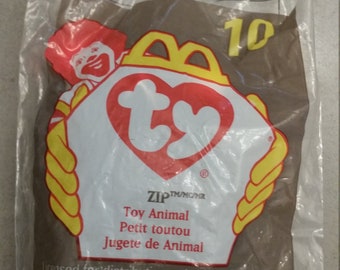 10
ty®
ZIP™/MC/MR
Toy Animal
Petit toutou
Jugete de Animal